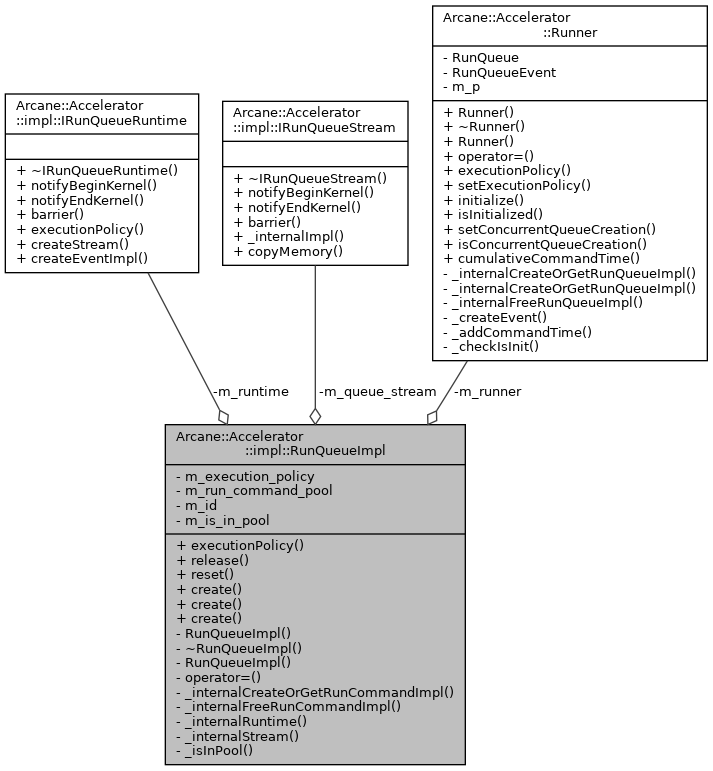 Arcane::Accelerator
::Runner
- RunQueue
- RunQueueEvent
- m_p
+ Runner()
+ ~Runner()
+ Runner()
+ operator=()
+ executionPolicy()
+ setExecutionPolicy()
+ initialize()
+ isInitialized()
+ setConcurrentQueueCreation()
+ isConcurrentQueueCreation()
+ cumulativeCommandTime()
- _internalCreateOrGetRunQueueImpl()
- _internalCreateOrGetRunQueueImpl()
- _internalFreeRunQueueImpl()
- _createEvent()
- _addCommandTime()
- _checkIsInit()
Arcane::Accelerator
::impl::IRunQueueRuntime
+ ~IRunQueueRuntime()
+ notifyBeginKernel()
+ notifyEndKernel()
+ barrier()
+ executionPolicy()
+ createStream()
+ createEventImpl()
Arcane::Accelerator
::impl::IRunQueueStream
+ ~IRunQueueStream()
+ notifyBeginKernel()
+ notifyEndKernel()
+ barrier()
+ _internalImpl()
+ copyMemory()
-m_runtime
-m_queue_stream
-m_runner
Arcane::Accelerator
::impl::RunQueueImpl
- m_execution_policy
- m_run_command_pool
- m_id
- m_is_in_pool
+ executionPolicy()
+ release()
+ reset()
+ create()
+ create()
+ create()
- RunQueueImpl()
- ~RunQueueImpl()
- RunQueueImpl()
- operator=()
- _internalCreateOrGetRunCommandImpl()
- _internalFreeRunCommandImpl()
- _internalRuntime()
- _internalStream()
- _isInPool()